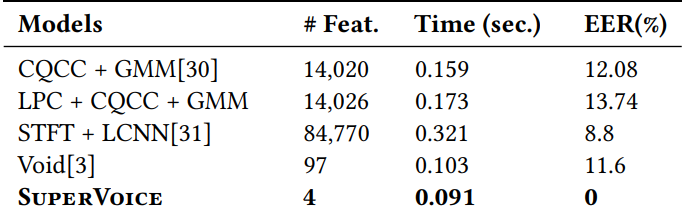 Models # Feat. Time (sec.) EER(%)
CQCC + GMM[30] 14,020 0.159 12.08
LPC + CQCC + GMM 14,026 0.173 13.74
STFT + LCNN[31] 84,770 0.321 8.8
Void[3] 97 0.103 11.6
SUPERVOICE 4 0.091 0